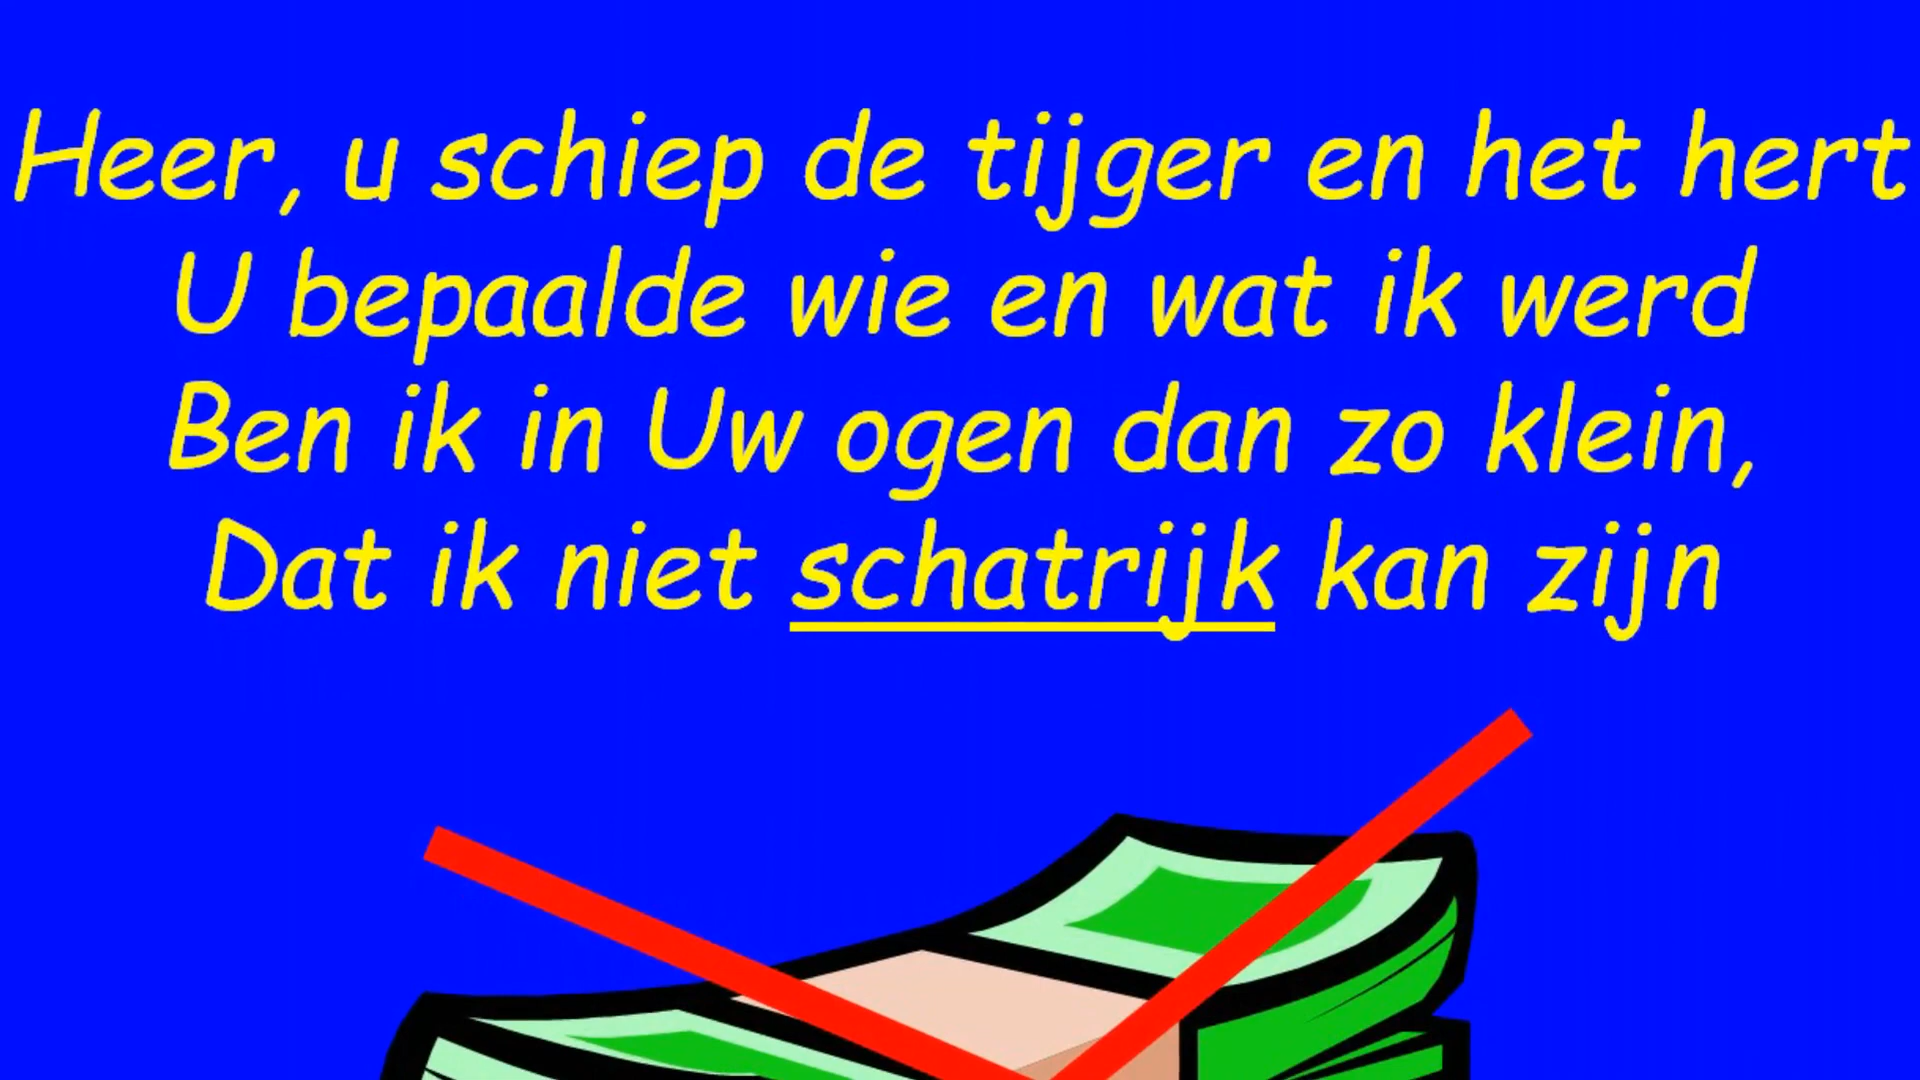 Heer, u schiep de tijger en het hert
U bepaalde wie en wat ik werd
Ben ik in Uw ogen dan zo klein,
Dat ik niet schatrijk kan zijn